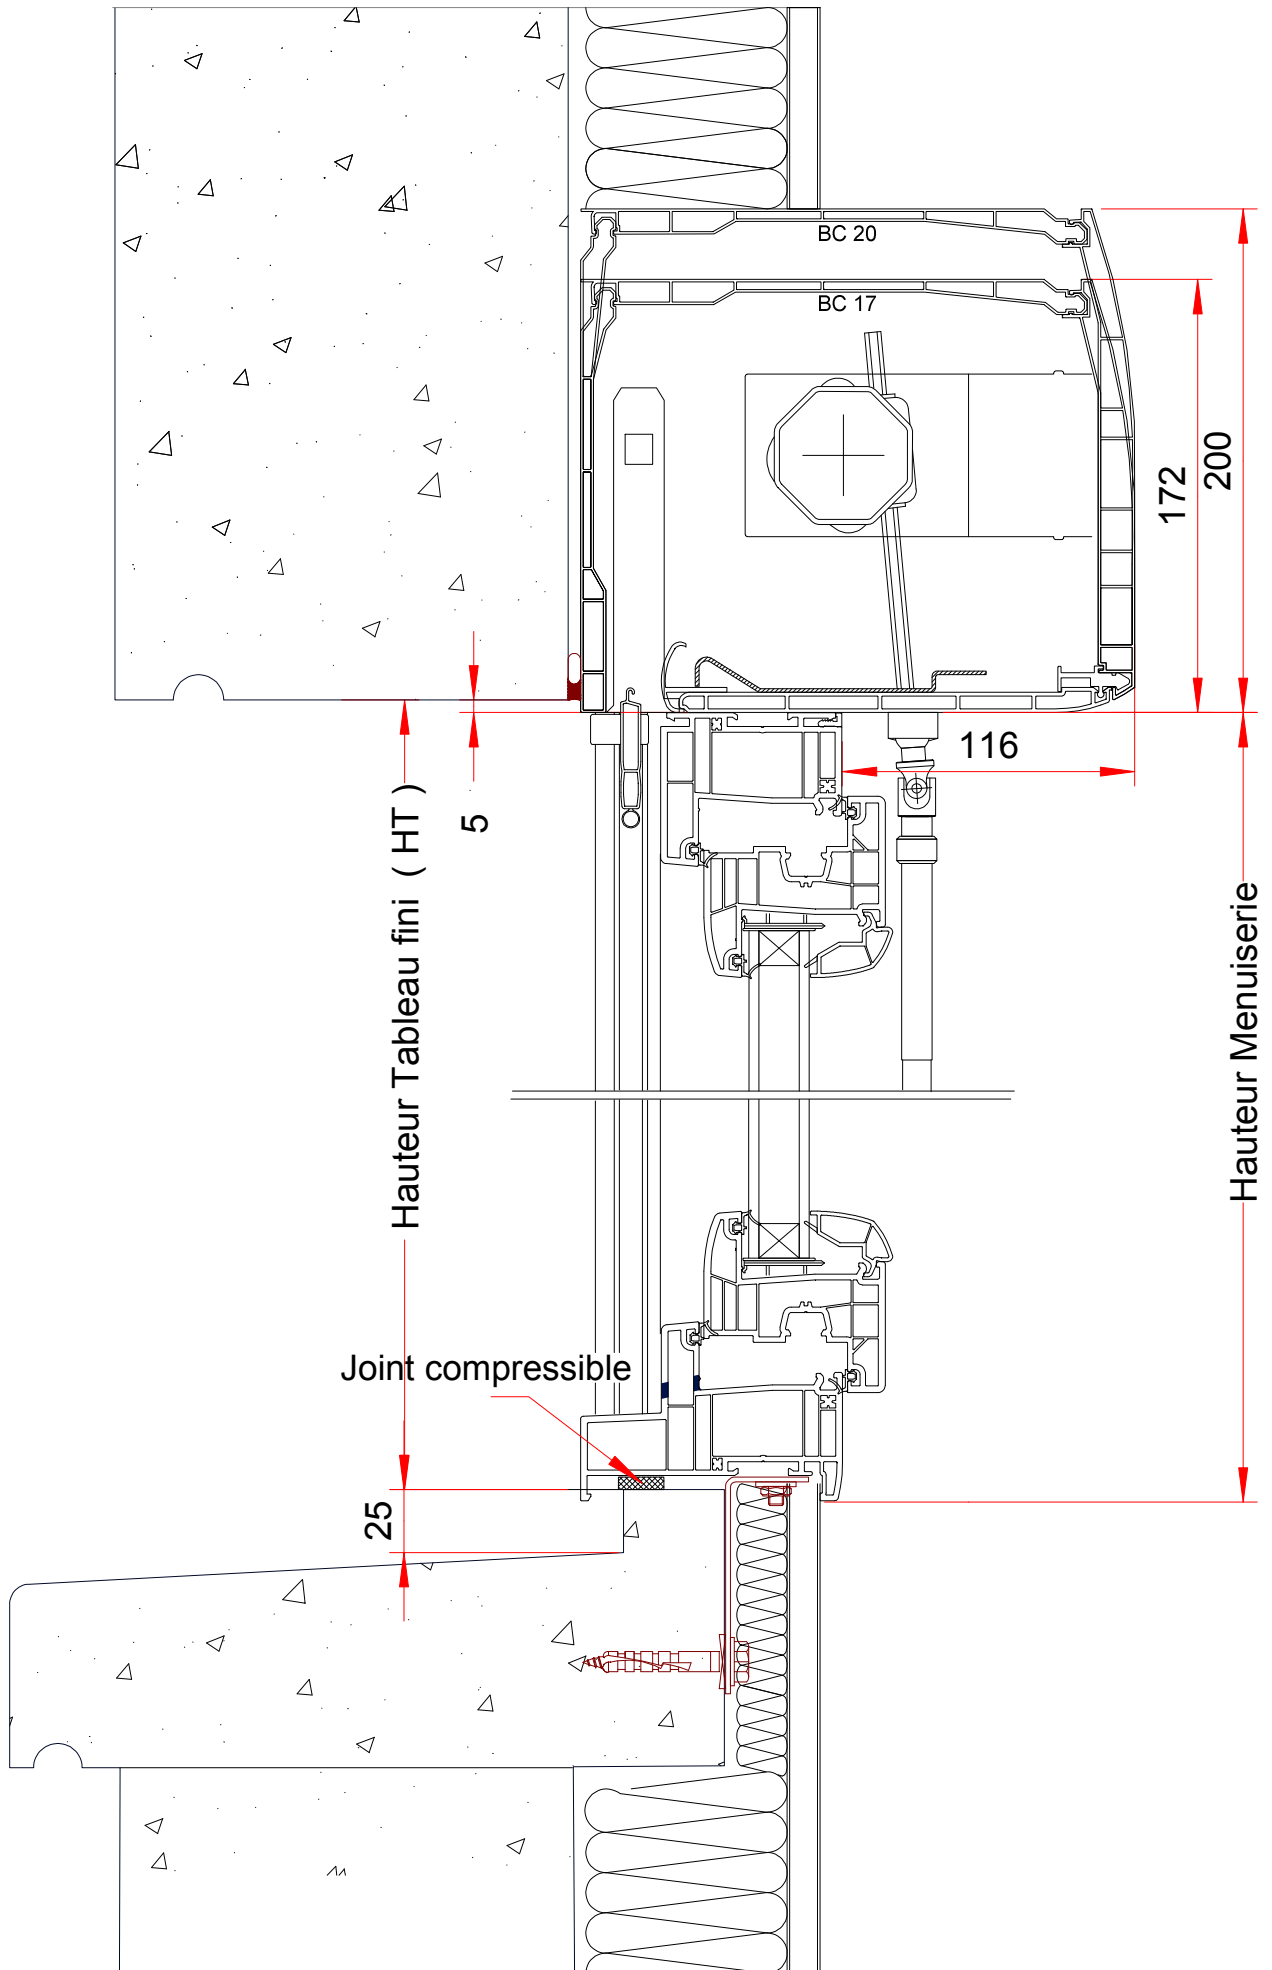 BC 20
BC 17
172
200
116
5
Hauteur Tableau fini ( HT )
Hauteur Menuiserie
Joint compressible
25